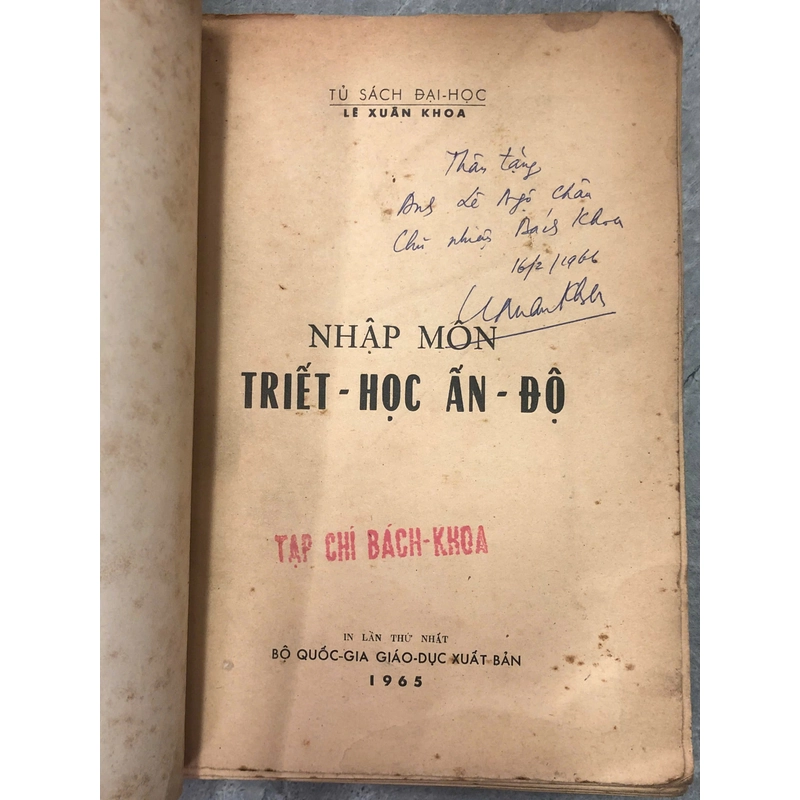 TỦ SÁCH ĐẠI-HỌC
LÊ XUÂN KHOA
Thân tặng
Anh Lê Ngộ Châu
Chủ nhiệm Bách Khoa
16/2/1966
NHẬP MÔN
TRIẾT-HỌC ẤN-ĐỘ
TẠP CHÍ BÁCH-KHOA
IN LẦN THỨ NHẤT
BỘ QUỐC-GIA GIÁO-DỤC XUẤT BẢN
1965